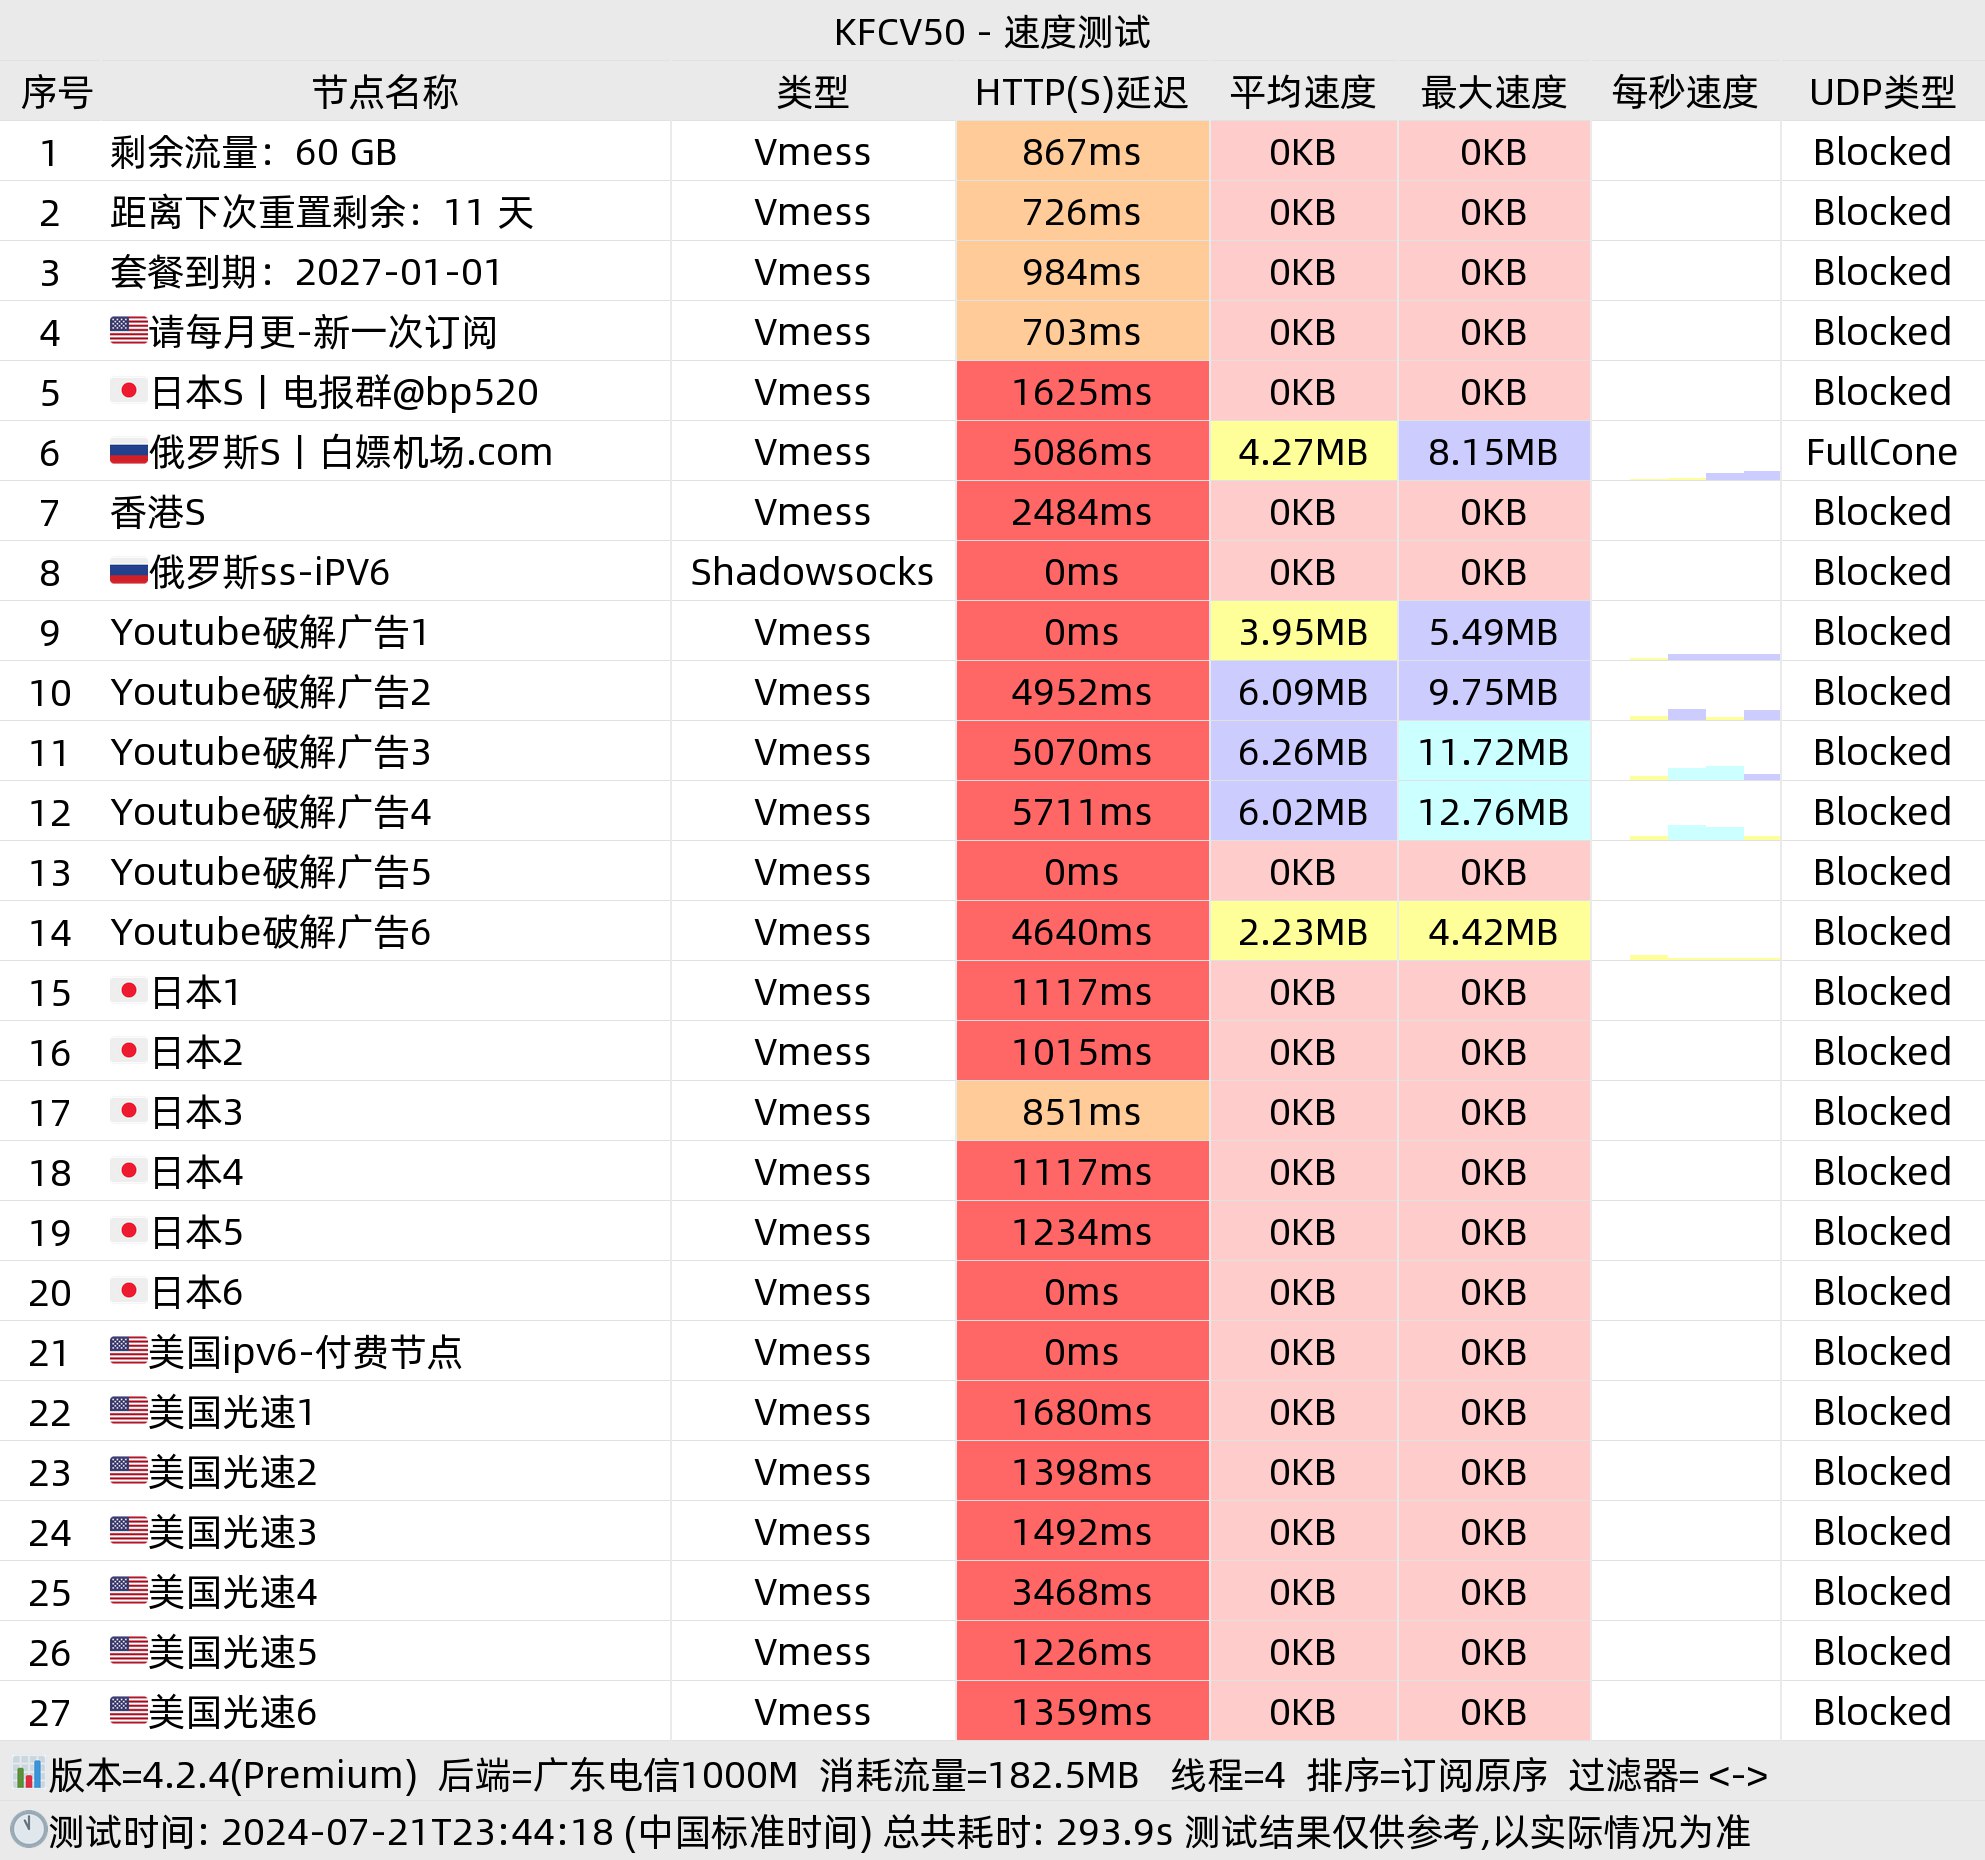 KFCV50 - 速度测试
序号 节点名称 类型 HTTP(S)延迟 平均速度 最大速度 每秒速度 UDP类型
1 剩余流量：60 GB Vmess 867ms 0KB 0KB Blocked
2 距离下次重置剩余：11 天 Vmess 726ms 0KB 0KB Blocked
3 套餐到期：2027-01-01 Vmess 984ms 0KB 0KB Blocked
4 请每月更-新一次订阅 Vmess 703ms 0KB 0KB Blocked
5 日本S丨电报群@bp520 Vmess 1625ms 0KB 0KB Blocked
6 俄罗斯S丨白嫖机场.com Vmess 5086ms 4.27MB 8.15MB FullCone
7 香港S Vmess 2484ms 0KB 0KB Blocked
8 俄罗斯ss-iPV6 Shadowsocks 0ms 0KB 0KB Blocked
9 Youtube破解广告1 Vmess 0ms 3.95MB 5.49MB Blocked
10 Youtube破解广告2 Vmess 4952ms 6.09MB 9.75MB Blocked
11 Youtube破解广告3 Vmess 5070ms 6.26MB 11.72MB Blocked
12 Youtube破解广告4 Vmess 5711ms 6.02MB 12.76MB Blocked
13 Youtube破解广告5 Vmess 0ms 0KB 0KB Blocked
14 Youtube破解广告6 Vmess 4640ms 2.23MB 4.42MB Blocked
15 日本1 Vmess 1117ms 0KB 0KB Blocked
16 日本2 Vmess 1015ms 0KB 0KB Blocked
17 日本3 Vmess 851ms 0KB 0KB Blocked
18 日本4 Vmess 1117ms 0KB 0KB Blocked
19 日本5 Vmess 1234ms 0KB 0KB Blocked
20 日本6 Vmess 0ms 0KB 0KB Blocked
21 美国ipv6-付费节点 Vmess 0ms 0KB 0KB Blocked
22 美国光速1 Vmess 1680ms 0KB 0KB Blocked
23 美国光速2 Vmess 1398ms 0KB 0KB Blocked
24 美国光速3 Vmess 1492ms 0KB 0KB Blocked
25 美国光速4 Vmess 3468ms 0KB 0KB Blocked
26 美国光速5 Vmess 1226ms 0KB 0KB Blocked
27 美国光速6 Vmess 1359ms 0KB 0KB Blocked
版本=4.2.4(Premium) 后端=广东电信1000M 消耗流量=182.5MB 线程=4 排序=订阅原序 过滤器= <->
测试时间: 2024-07-21T23:44:18 (中国标准时间) 总共耗时: 293.9s 测试结果仅供参考,以实际情况为准